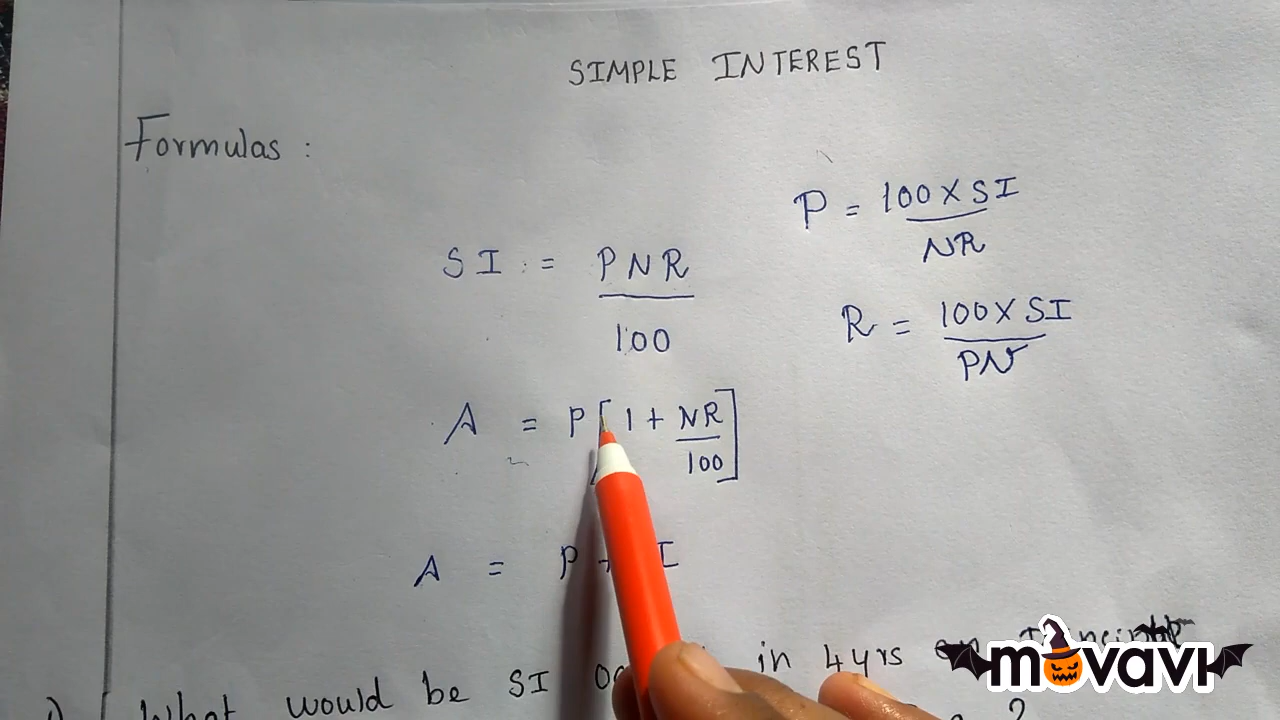 SIMPLE INTEREST
Formulas :
SI = PNR / 100
P = 100 X SI / NR
R = 100 X SI / PN
A = P [ 1 + NR / 100 ]
A = P + I
1) What would be SI in 4 yrs
?
movavi